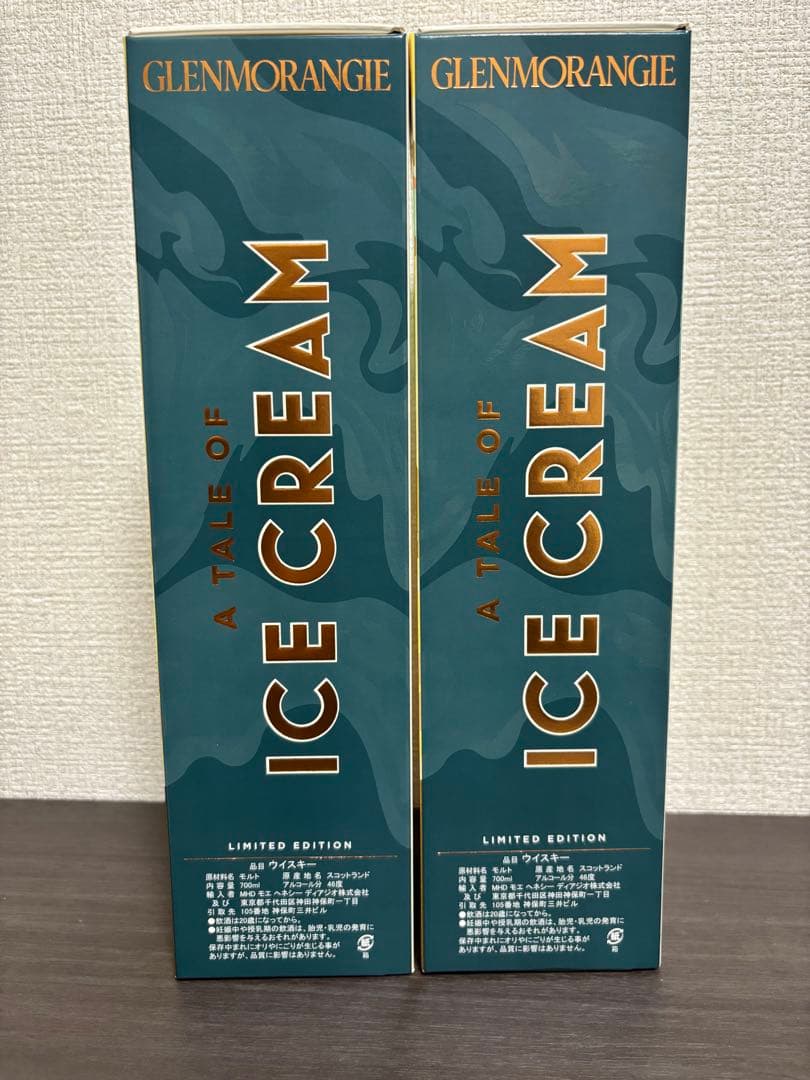 GLENMORANGIE
A TALE OF
ICE CREAM
LIMITED EDITION
品目 ウイスキー
原材料名 モルト 原産地名 スコットランド
内容量 700ml アルコール分 46度
輸入者 MHD モエ ヘネシー ディアジオ株式会社
及び 東京都千代田区神田神保町一丁目
引取先 105番地 神保町三井ビル
●飲酒は20歳になってから。
●妊娠中や授乳期の飲酒は、胎児・乳児の発育に
悪影響を与えるおそれがあります。
保存中まれにオリやにごりが生じる事が
ありますが、品質に影響はありません。
紙
箱
GLENMORANGIE
A TALE OF
ICE CREAM
LIMITED EDITION
品目 ウイスキー
原材料名 モルト 原産地名 スコットランド
内容量 700ml アルコール分 46度
輸入者 MHD モエ ヘネシー ディアジオ株式会社
及び 東京都千代田区神田神保町一丁目
引取先 105番地 神保町三井ビル
●飲酒は20歳になってから。
●妊娠中や授乳期の飲酒は、胎児・乳児の発育に
悪影響を与えるおそれがあります。
保存中まれにオリやにごりが生じる事が
ありますが、品質に影響はありません。
紙
箱